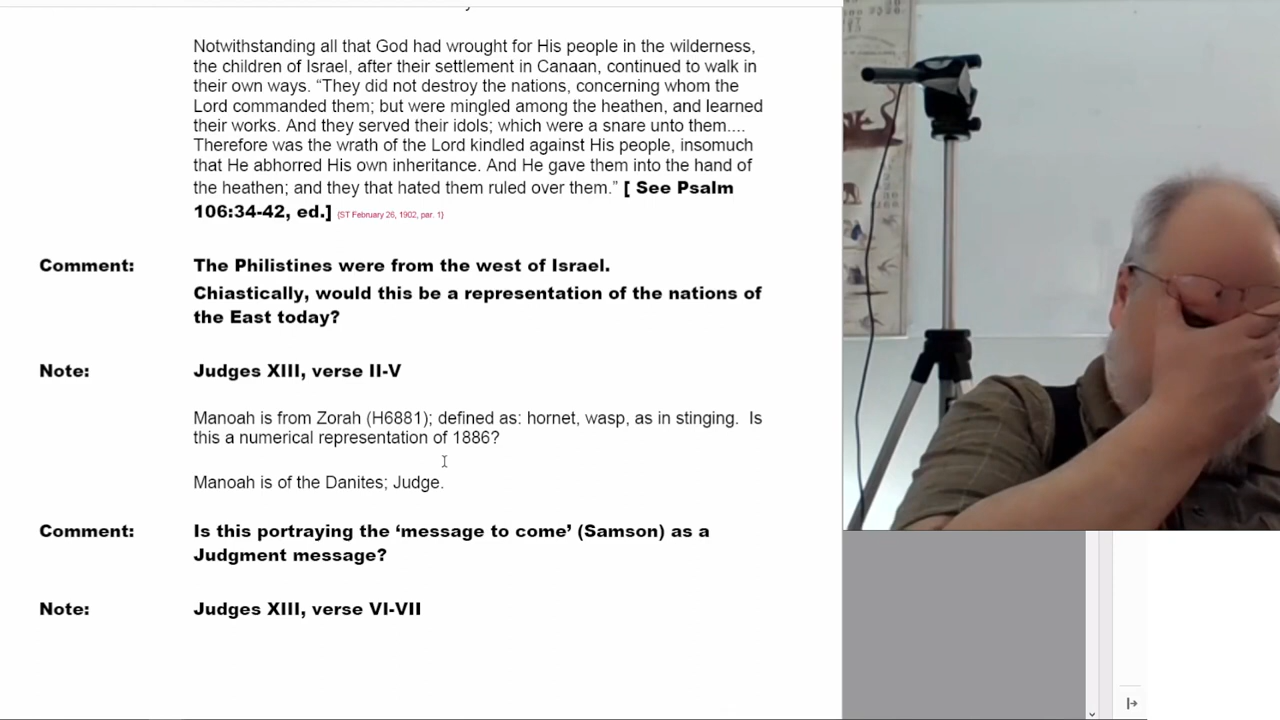 Notwithstanding all that God had wrought for His people in the wilderness,
the children of Israel, after their settlement in Canaan, continued to walk in
their own ways. “They did not destroy the nations, concerning whom the
Lord commanded them; but were mingled among the heathen, and learned
their works. And they served their idols; which were a snare unto them....
Therefore was the wrath of the Lord kindled against His people, insomuch
that He abhorred His own inheritance. And He gave them into the hand of
the heathen; and they that hated them ruled over them.” [ See Psalm
106:34-42, ed.] {ST February 26, 1902, par. 1}
Comment: The Philistines were from the west of Israel.
Chiastically, would this be a representation of the nations of
the East today?
Note: Judges XIII, verse II-V
Manoah is from Zorah (H6881); defined as: hornet, wasp, as in stinging. Is
this a numerical representation of 1886?
Manoah is of the Danites; Judge.
Comment: Is this portraying the ‘message to come’ (Samson) as a
Judgment message?
Note: Judges XIII, verse VI-VII